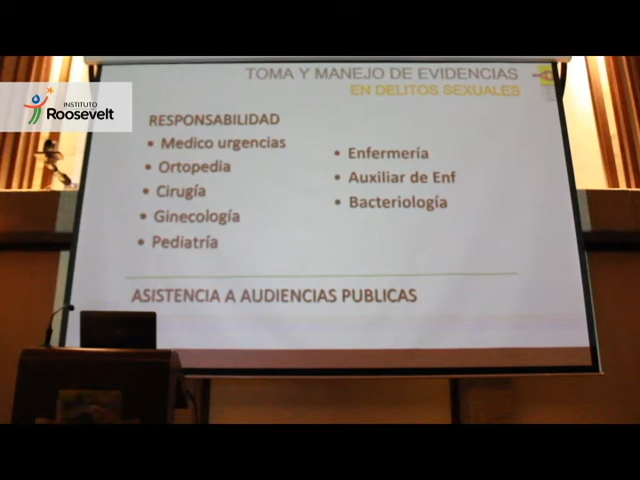 INSTITUTO
Roosevelt
TOMA Y MANEJO DE EVIDENCIAS
EN DELITOS SEXUALES
RESPONSABILIDAD
• Medico urgencias
• Ortopedia
• Cirugía
• Ginecología
• Pediatría
• Enfermeria
• Auxiliar de Enf
• Bacteriología
ASISTENCIA A AUDIENCIAS PUBLICAS